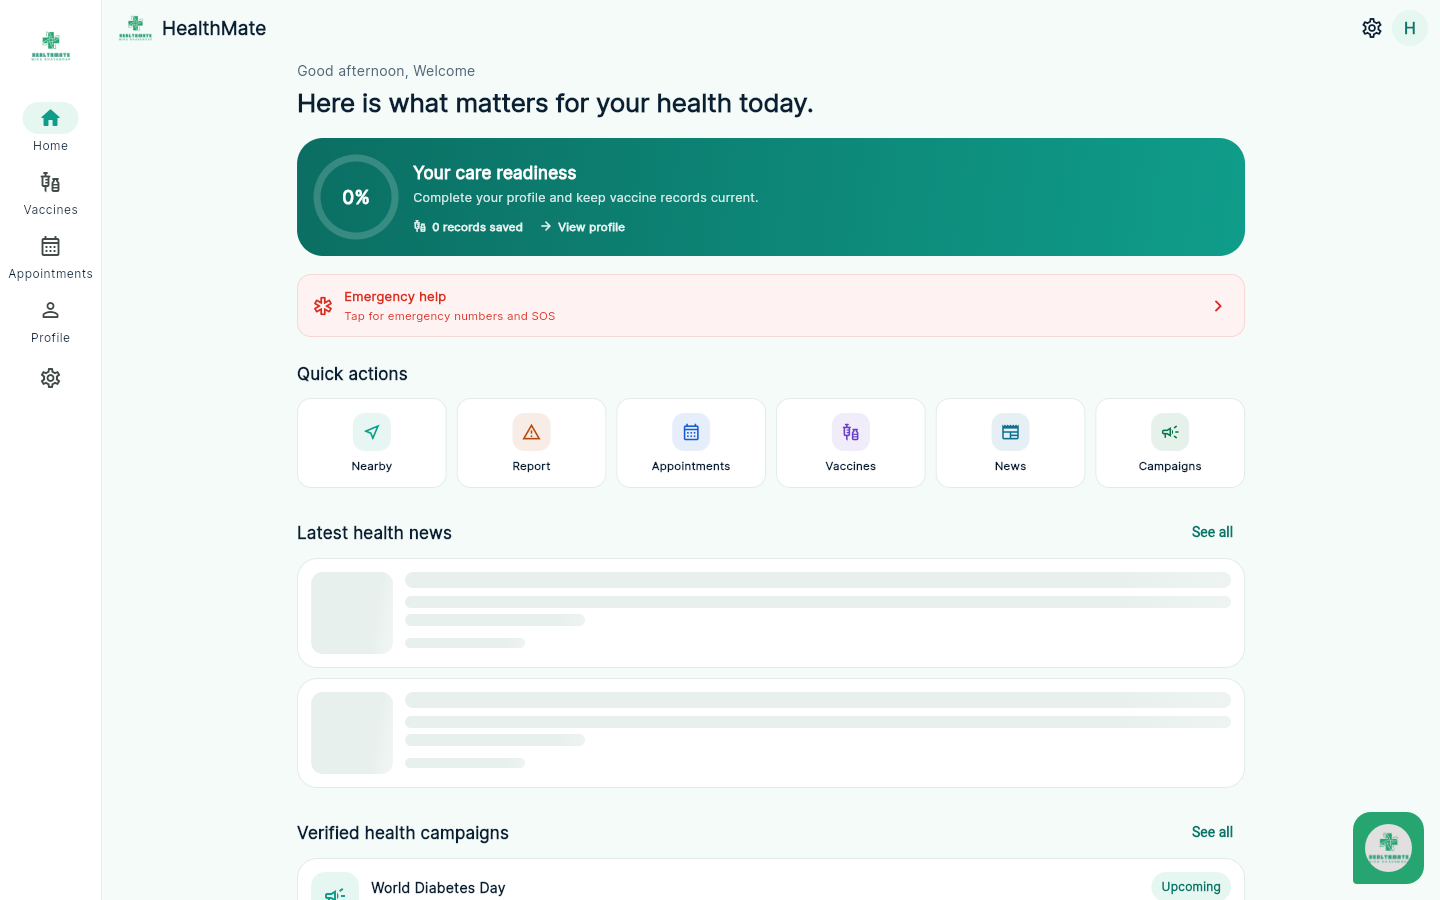 HEALTHMATE
HealthMate
H
Good afternoon, Welcome
Here is what matters for your health today.
Home
Vaccines
Appointments
Profile
0%
Your care readiness
Complete your profile and keep vaccine records current.
0 records saved
View profile
Emergency help
Tap for emergency numbers and SOS
Quick actions
Nearby
Report
Appointments
Vaccines
News
Campaigns
Latest health news
See all
Verified health campaigns
See all
World Diabetes Day
Upcoming